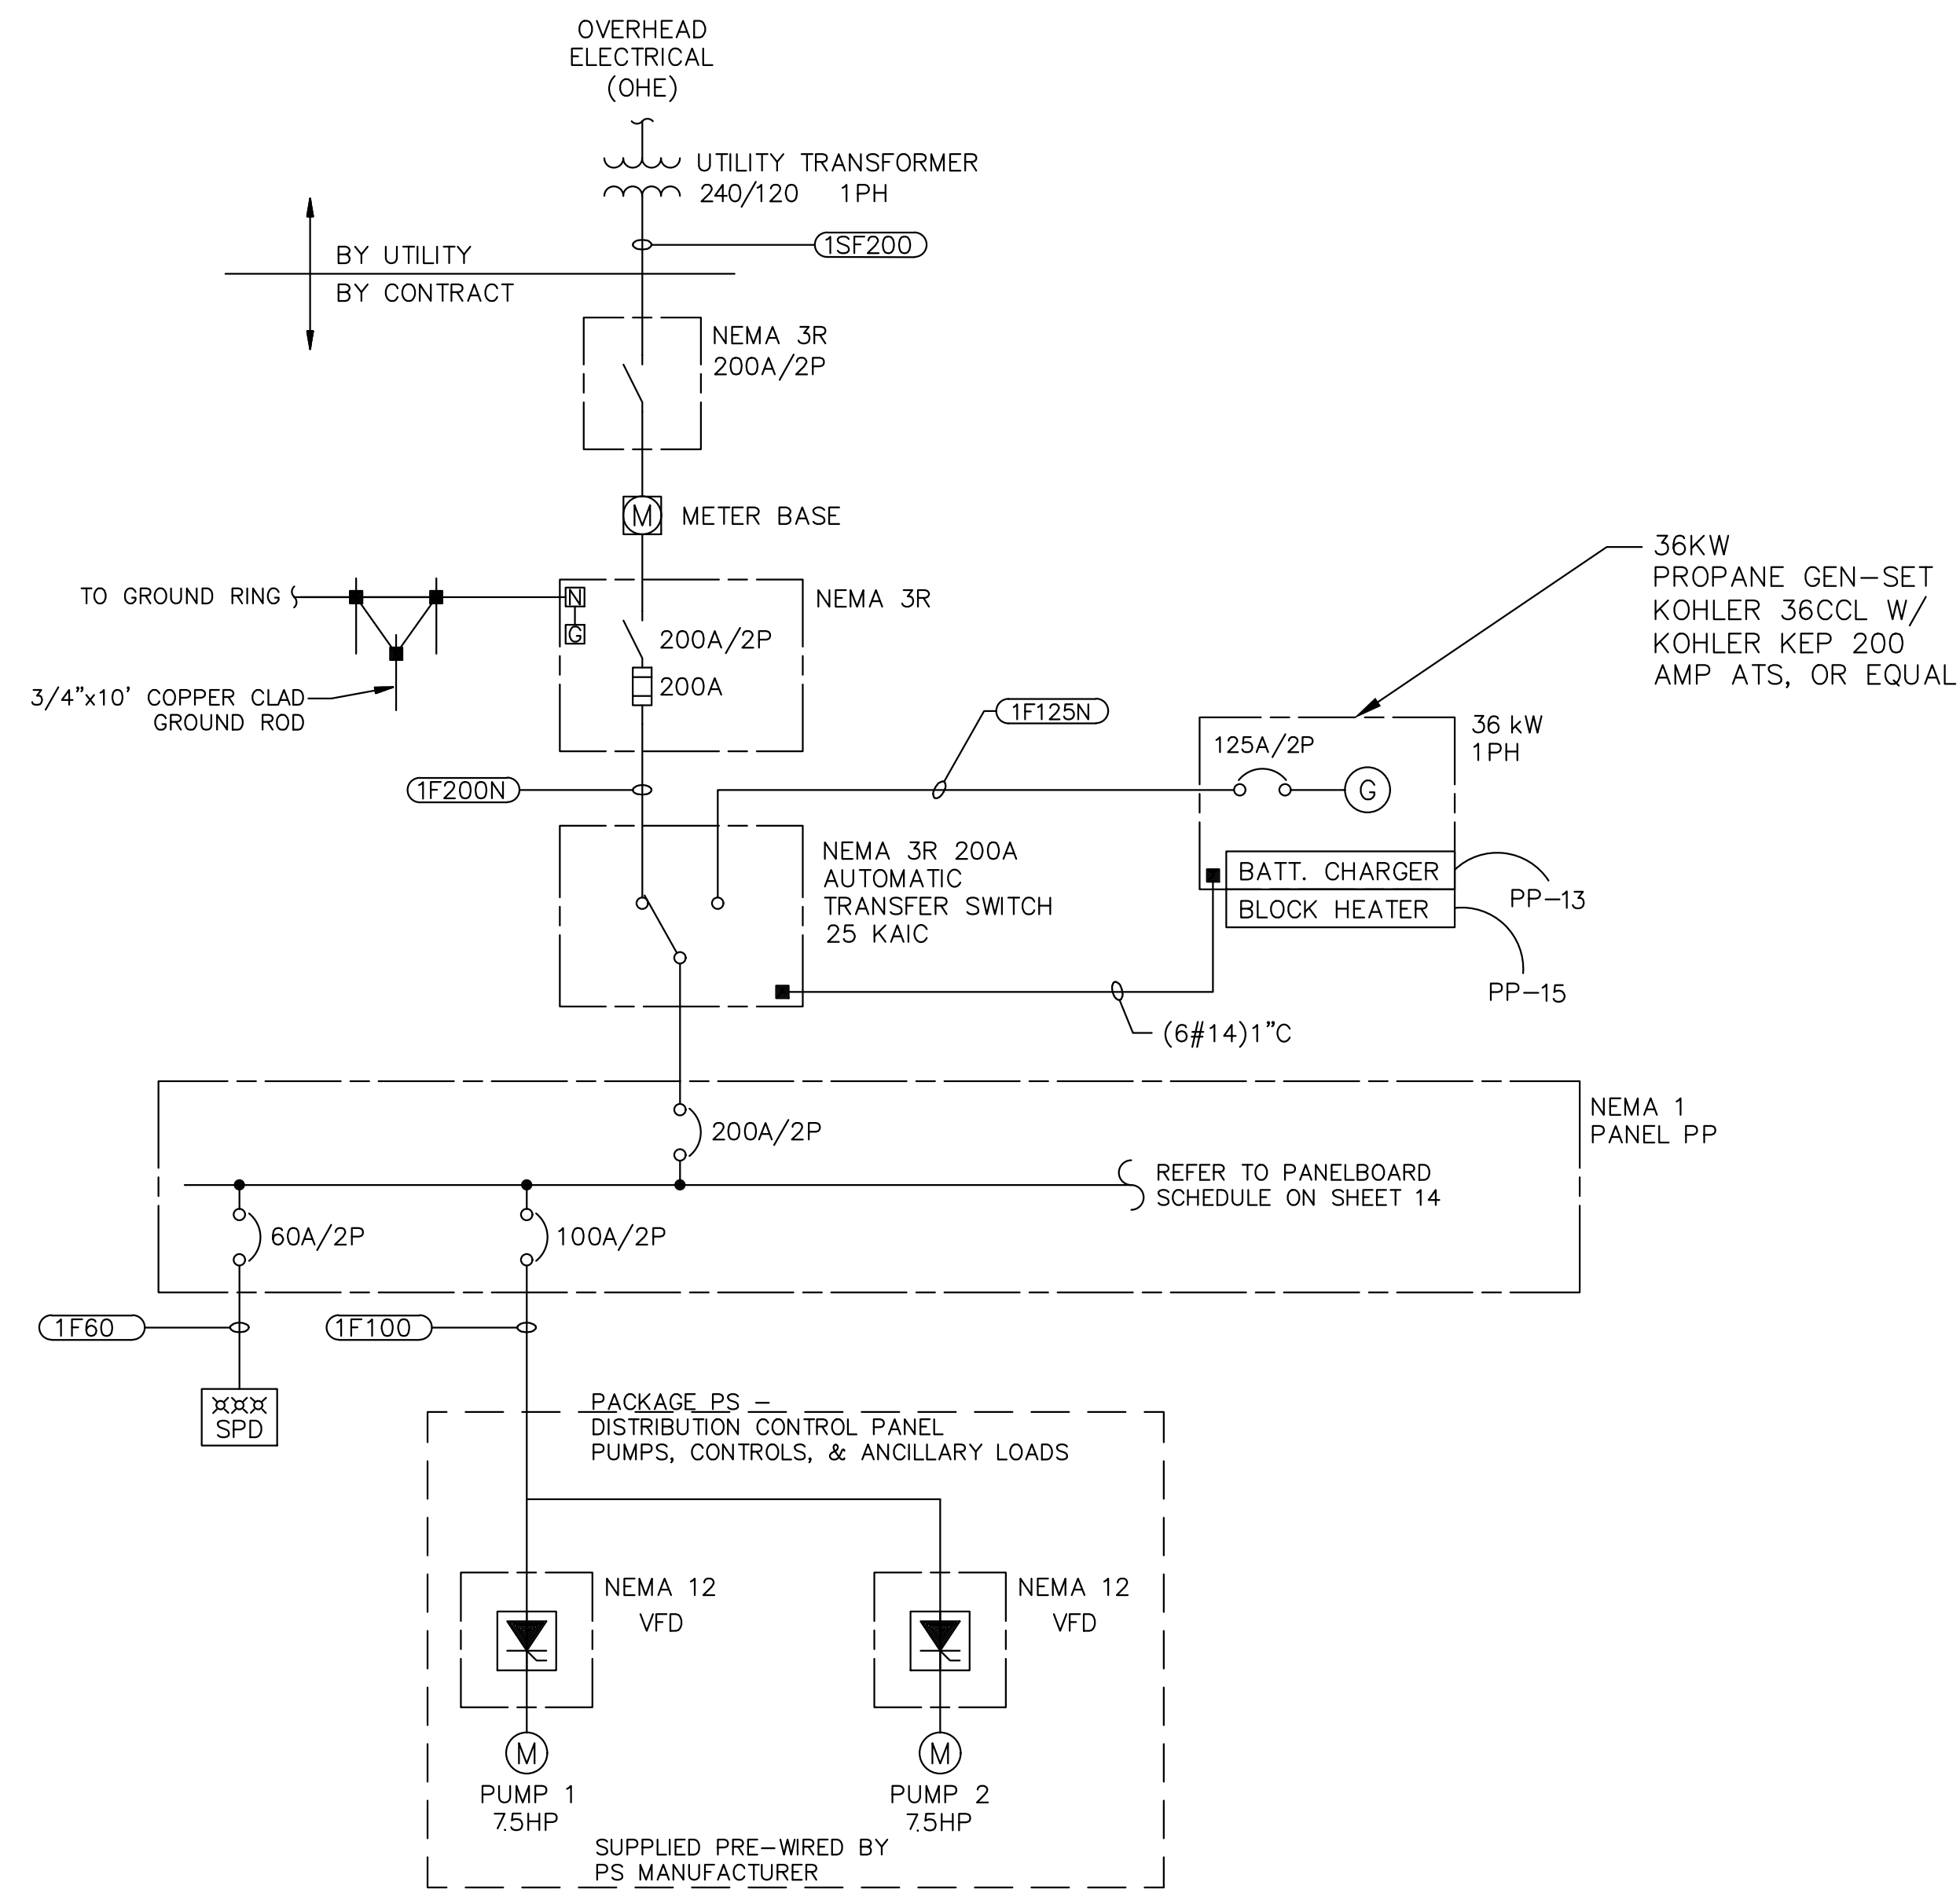 OVERHEAD
ELECTRICAL
(OHE)
UTILITY TRANSFORMER
240/120 1PH
1SF200
BY UTILITY
BY CONTRACT
NEMA 3R
200A/2P
M
METER BASE
TO GROUND RING
N
G
NEMA 3R
200A/2P
200A
3/4"x10' COPPER CLAD
GROUND ROD
36KW
PROPANE GEN-SET
KOHLER 36CCL W/
KOHLER KEP 200
AMP ATS, OR EQUAL
1F125N
1F200N
125A/2P
G
36 kW
1PH
BATT. CHARGER
BLOCK HEATER
PP-13
PP-15
NEMA 3R 200A
AUTOMATIC
TRANSFER SWITCH
25 KAIC
(6#14)1"C
NEMA 1
PANEL PP
200A/2P
REFER TO PANELBOARD
SCHEDULE ON SHEET 14
60A/2P
100A/2P
1F60
1F100
SPD
PACKAGE PS -
DISTRIBUTION CONTROL PANEL
PUMPS, CONTROLS, & ANCILLARY LOADS
NEMA 12
VFD
NEMA 12
VFD
M
M
PUMP 1
7.5HP
PUMP 2
7.5HP
SUPPLIED PRE-WIRED BY
PS MANUFACTURER